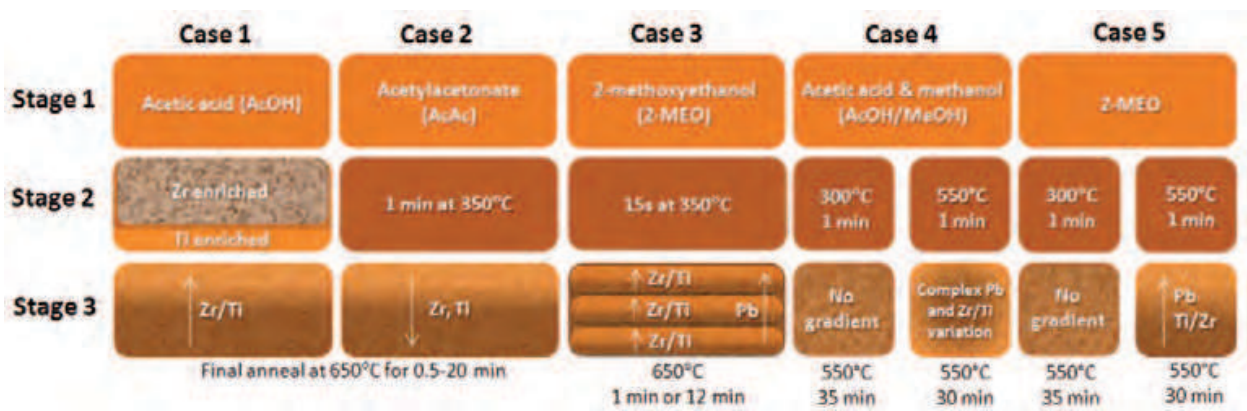 Case 1 Case 2 Case 3 Case 4 Case 5
Stage 1
Acetic acid (AcOH)
Acetylacetonate
(AcAc)
2-methoxyethanol
(2-MEO)
Acetic acid & methanol
(AcOH/MeOH)
2-MEO
Stage 2
Zr enriched
Ti enriched
1 min at 350°C
15s at 350°C
300°C
1 min
550°C
1 min
300°C
1 min
550°C
1 min
Stage 3
Zr/Ti
Zr, Ti
Zr/Ti
Zr/Ti
Zr/Ti
Pb
No
gradient
Complex Pb
and Zr/Ti
variation
No
gradient
Pb
Ti/Zr
Final anneal at 650°C for 0.5-20 min
650°C
1 min or 12 min
550°C
35 min
550°C
30 min
550°C
35 min
550°C
30 min